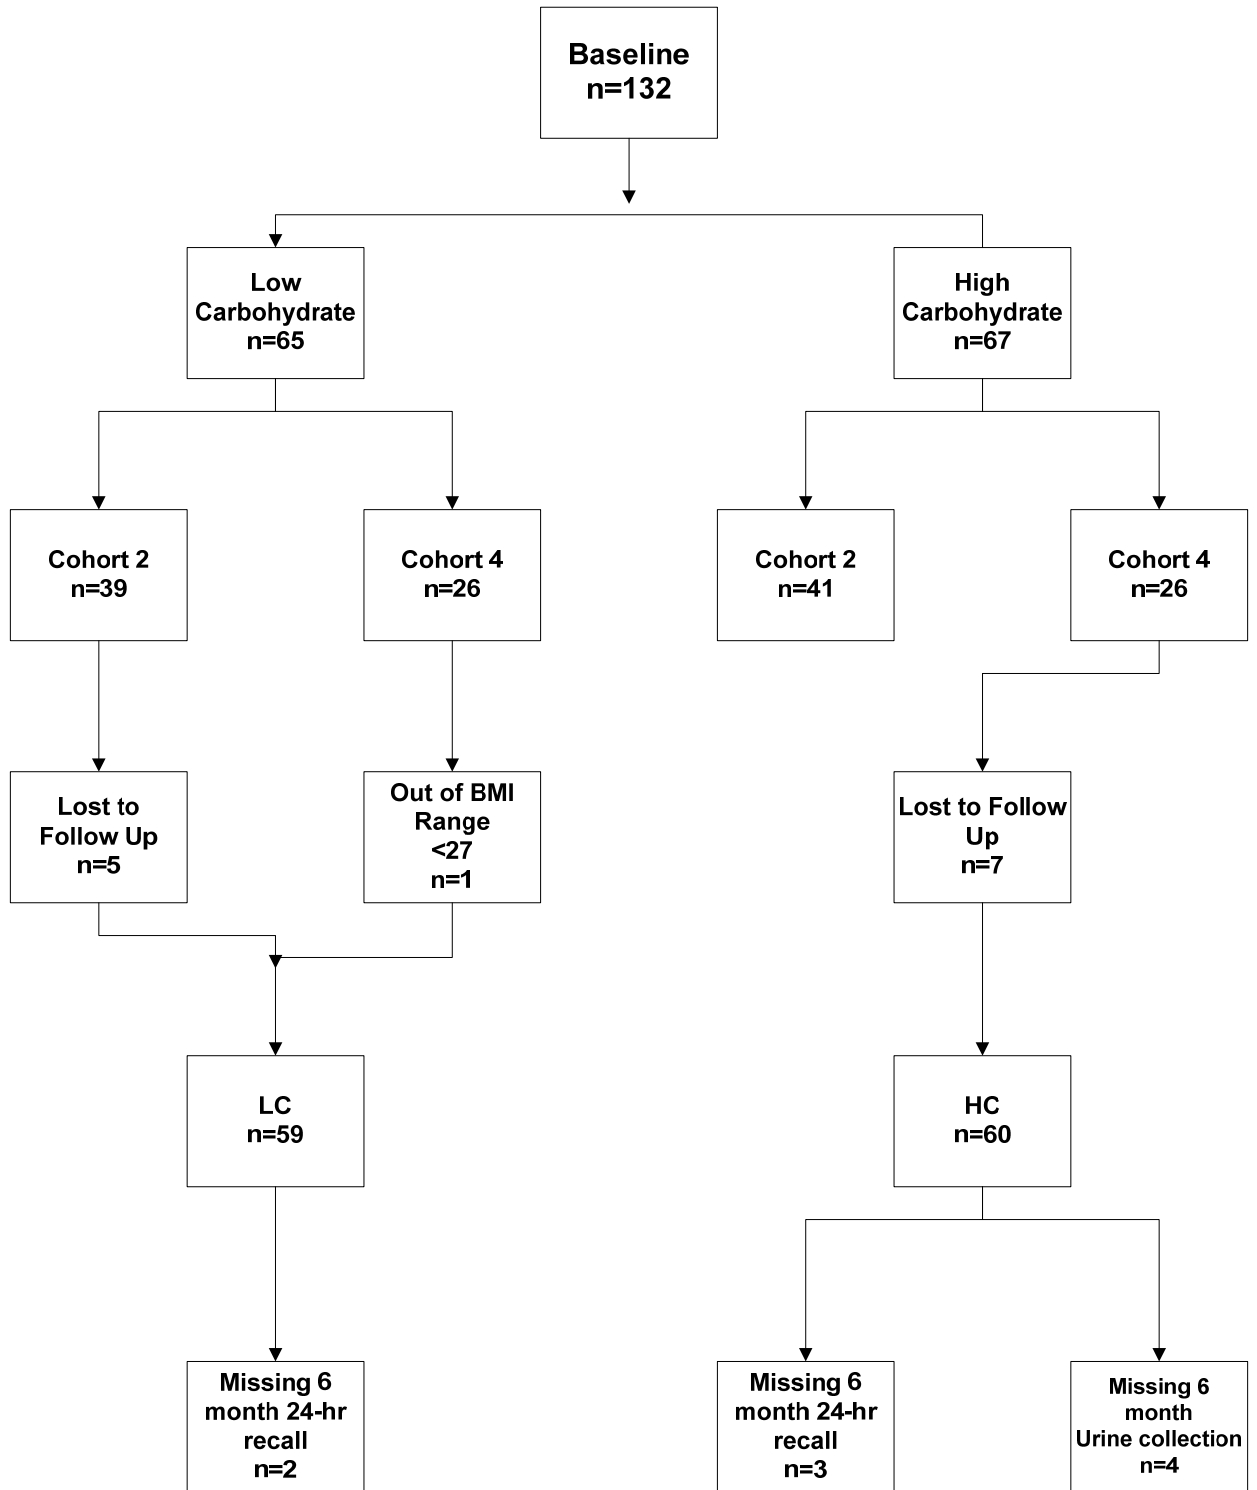 Baseline
n=132
Low
Carbohydrate
n=65
High
Carbohydrate
n=67
Cohort 2
n=39
Cohort 4
n=26
Cohort 2
n=41
Cohort 4
n=26
Lost to
Follow Up
n=5
Out of BMI
Range
<27
n=1
Lost to Follow
Up
n=7
LC
n=59
HC
n=60
Missing 6
month 24-hr
recall
n=2
Missing 6
month 24-hr
recall
n=3
Missing 6
month
Urine collection
n=4